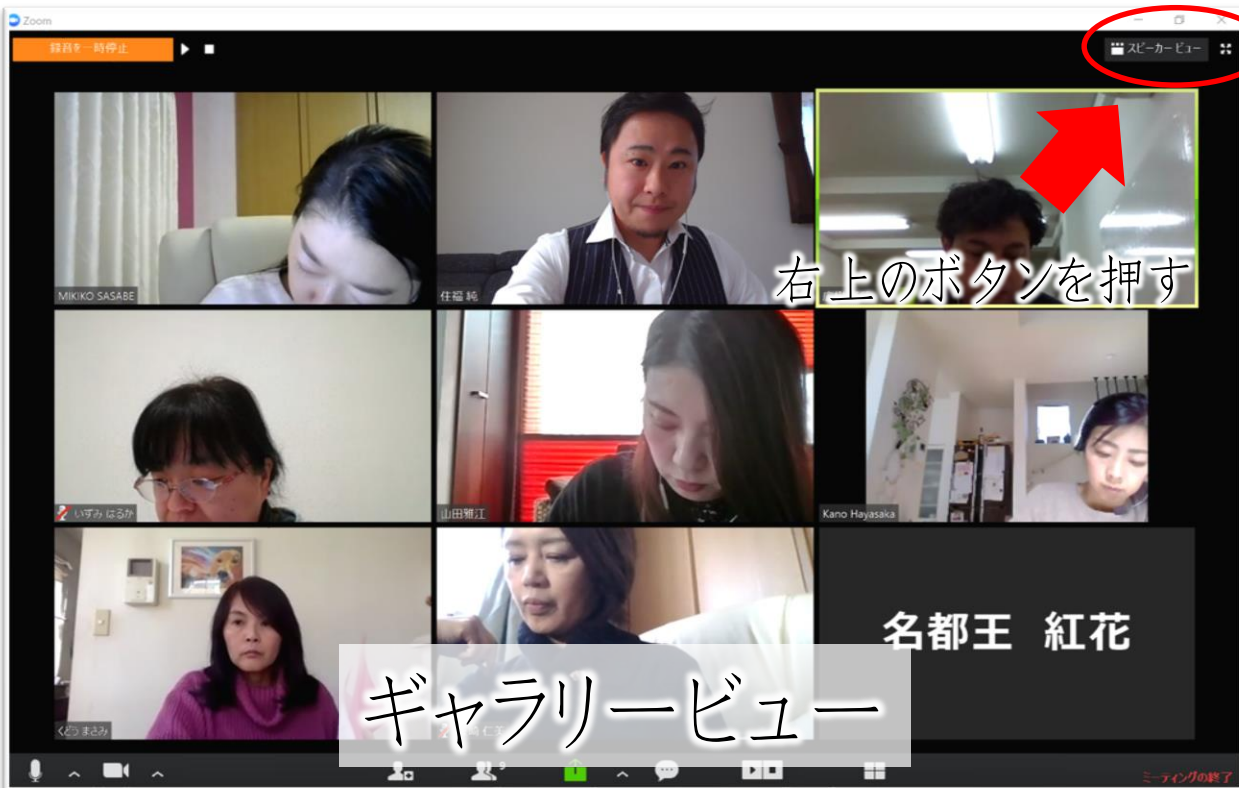 Zoom
録音を一時停止
スピーカー ビュー
MIKIKO SASABE
住福 純
右上のボタンを押す
いずみ はるか
山田雅江
Kano Hayasaka
名都王 紅花
くどう まさみ
ギャラリービュー
9
ミーティングの終了